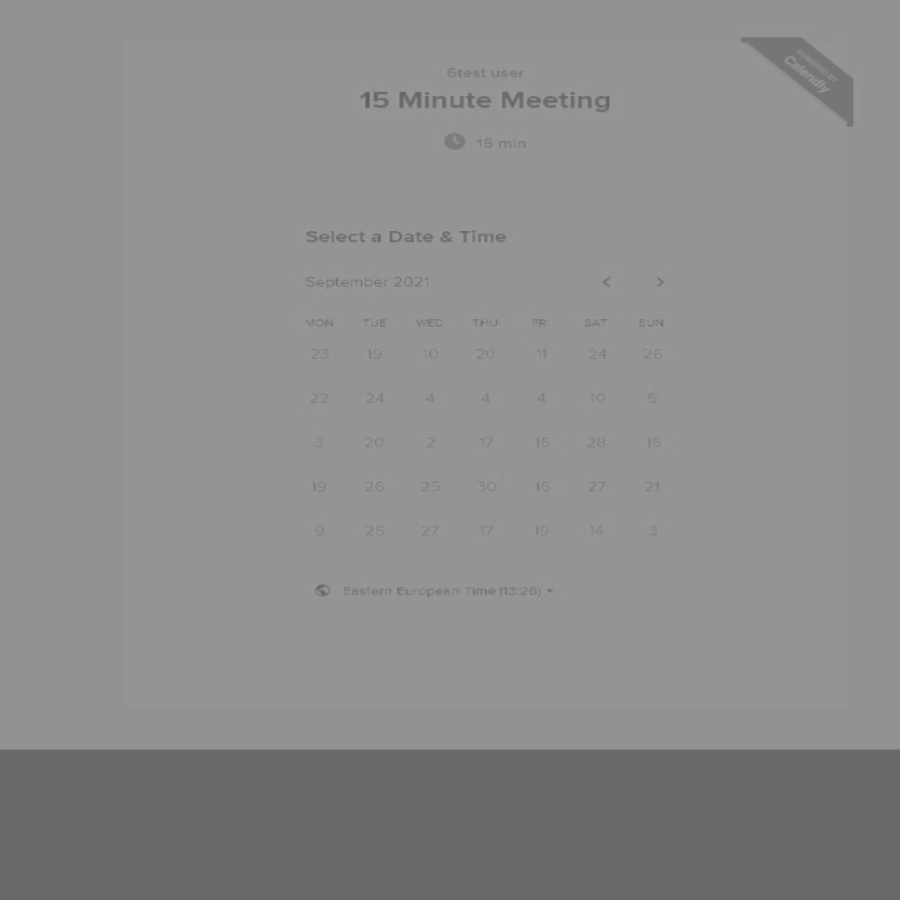 POWERED BY
Calendly
6test user
15 Minute Meeting
15 min
Select a Date & Time
September 2021
MON TUE WED THU FRI SAT SUN
23 19 10 20 11 24 26
22 24 4 4 4 10 5
3 20 2 17 15 28 15
19 26 25 30 15 27 21
9 25 27 17 19 14 3
Eastern European Time (13:26)